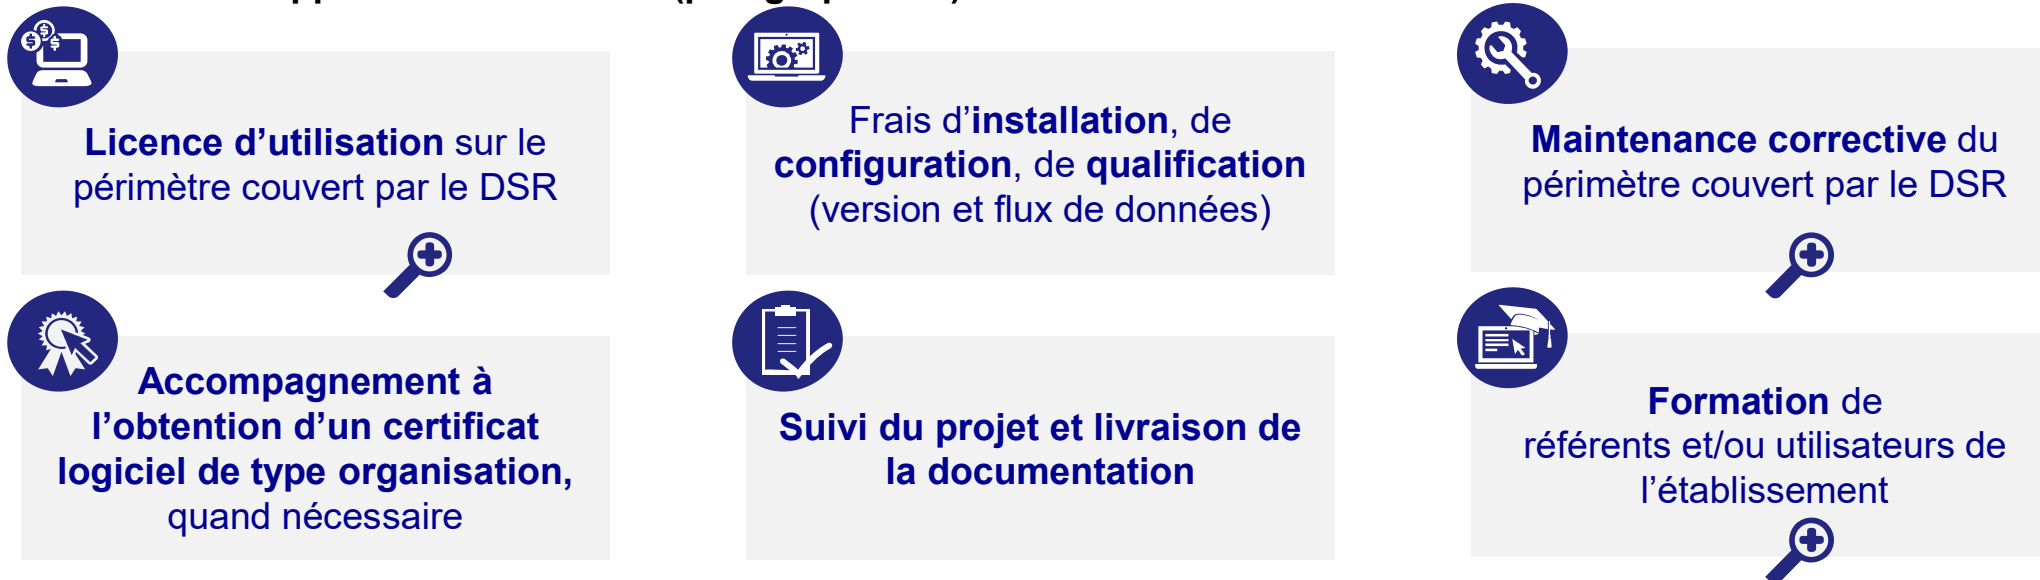 Licence d’utilisation sur le
périmètre couvert par le DSR
Frais d’installation, de
configuration, de qualification
(version et flux de données)
Maintenance corrective du
périmètre couvert par le DSR
Accompagnement à
l’obtention d’un certificat
logiciel de type organisation,
quand nécessaire
Suivi du projet et livraison de
la documentation
Formation de
référents et/ou utilisateurs de
l’établissement